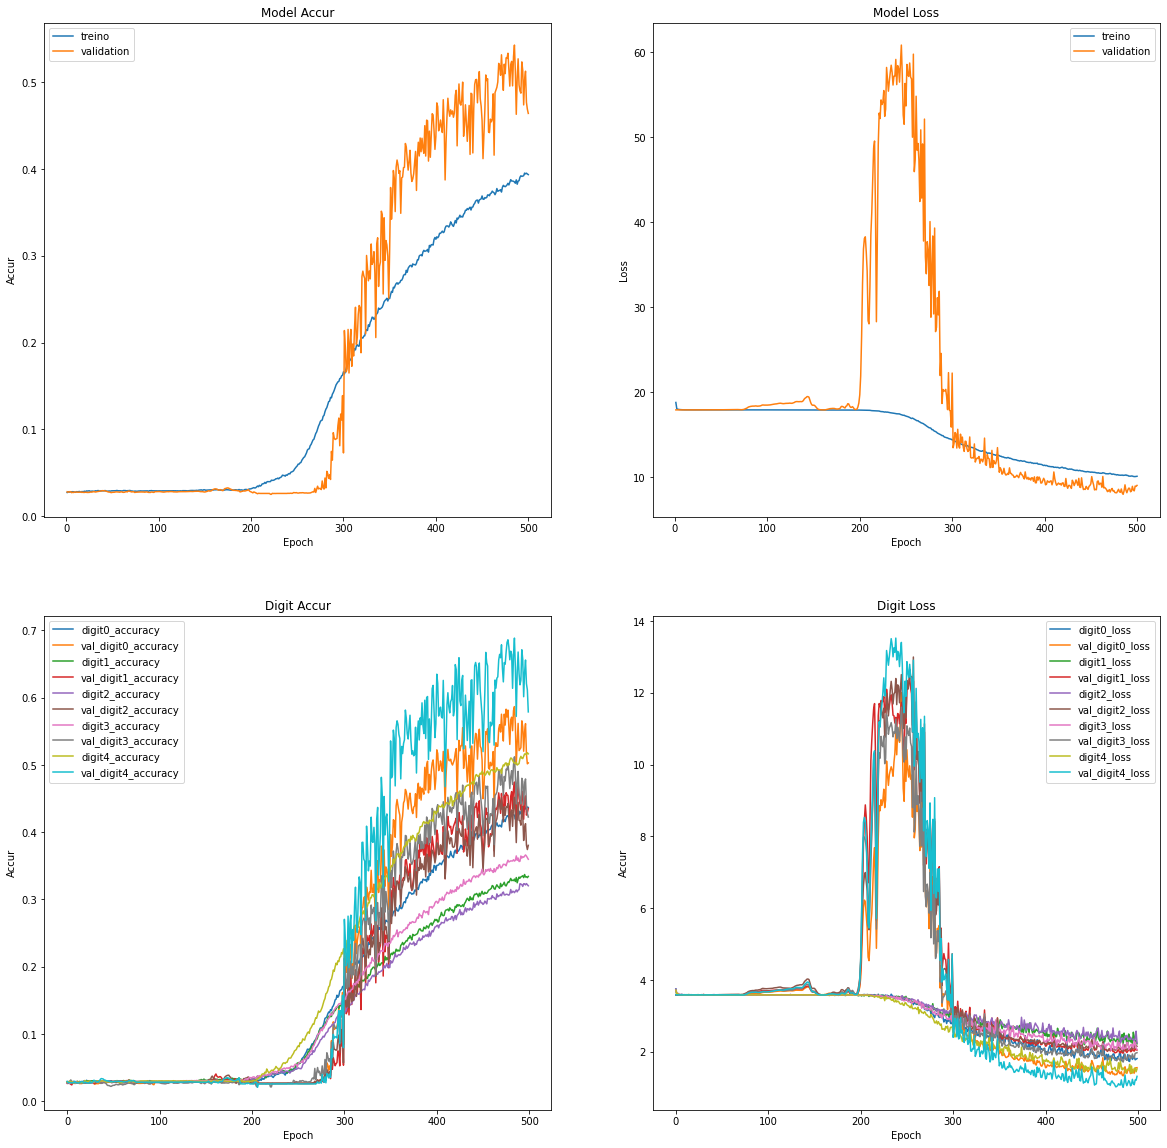 Model Accur
treino
validation
Accur
0.5
0.4
0.3
0.2
0.1
0.0
0
100
200
300
400
500
Epoch
Model Loss
treino
validation
Loss
60
50
40
30
20
10
0
100
200
300
400
500
Epoch
Digit Accur
digit0_accuracy
val_digit0_accuracy
digit1_accuracy
val_digit1_accuracy
digit2_accuracy
val_digit2_accuracy
digit3_accuracy
val_digit3_accuracy
digit4_accuracy
val_digit4_accuracy
Accur
0.7
0.6
0.5
0.4
0.3
0.2
0.1
0.0
0
100
200
300
400
500
Epoch
Digit Loss
digit0_loss
val_digit0_loss
digit1_loss
val_digit1_loss
digit2_loss
val_digit2_loss
digit3_loss
val_digit3_loss
digit4_loss
val_digit4_loss
Accur
14
12
10
8
6
4
2
0
100
200
300
400
500
Epoch